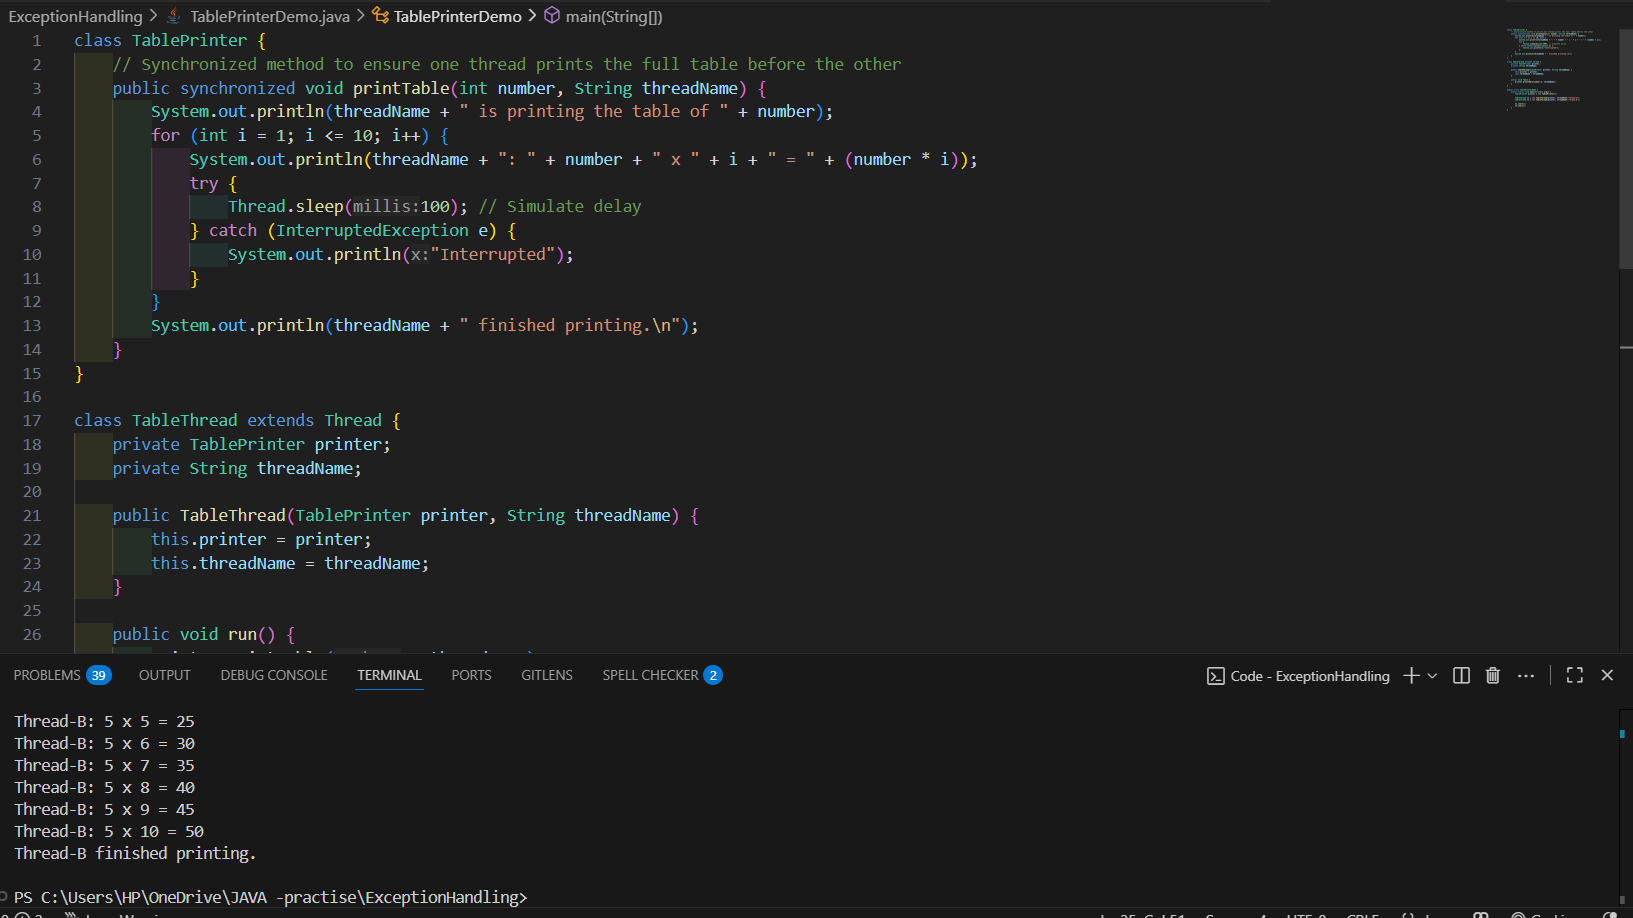 ExceptionHandling > TablePrinterDemo.java > TablePrinterDemo > main(String[])
1 class TablePrinter {
2 // Synchronized method to ensure one thread prints the full table before the other
3 public synchronized void printTable(int number, String threadName) {
4 System.out.println(threadName + " is printing the table of " + number);
5 for (int i = 1; i <= 10; i++) {
6 System.out.println(threadName + ": " + number + " x " + i + " = " + (number * i));
7 try {
8 Thread.sleep(millis:100); // Simulate delay
9 } catch (InterruptedException e) {
10 System.out.println(x:"Interrupted");
11 }
12 }
13 System.out.println(threadName + " finished printing.\n");
14 }
15 }
16
17 class TableThread extends Thread {
18 private TablePrinter printer;
19 private String threadName;
20
21 public TableThread(TablePrinter printer, String threadName) {
22 this.printer = printer;
23 this.threadName = threadName;
24 }
25
26 public void run() {
PROBLEMS 39 OUTPUT DEBUG CONSOLE TERMINAL PORTS GITLENS SPELL CHECKER 2 Code - ExceptionHandling
Thread-B: 5 x 5 = 25
Thread-B: 5 x 6 = 30
Thread-B: 5 x 7 = 35
Thread-B: 5 x 8 = 40
Thread-B: 5 x 9 = 45
Thread-B: 5 x 10 = 50
Thread-B finished printing.
PS C:\Users\HP\OneDrive\JAVA -practise\ExceptionHandling>